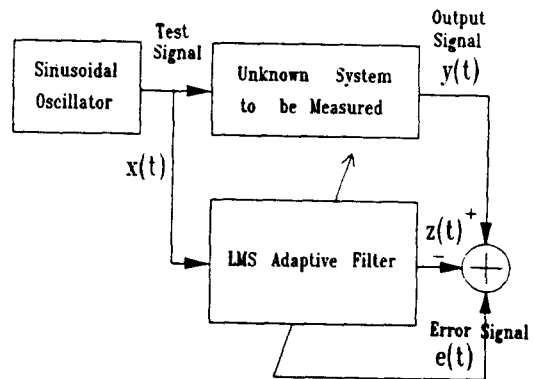 Test
Signal
Output
Signal
Sinusoidal
Oscillator
Unknown System
to be Measured
y(t)
x(t)
LMS Adaptive Filter
z(t)
+
-
+
Error Signal
e(t)